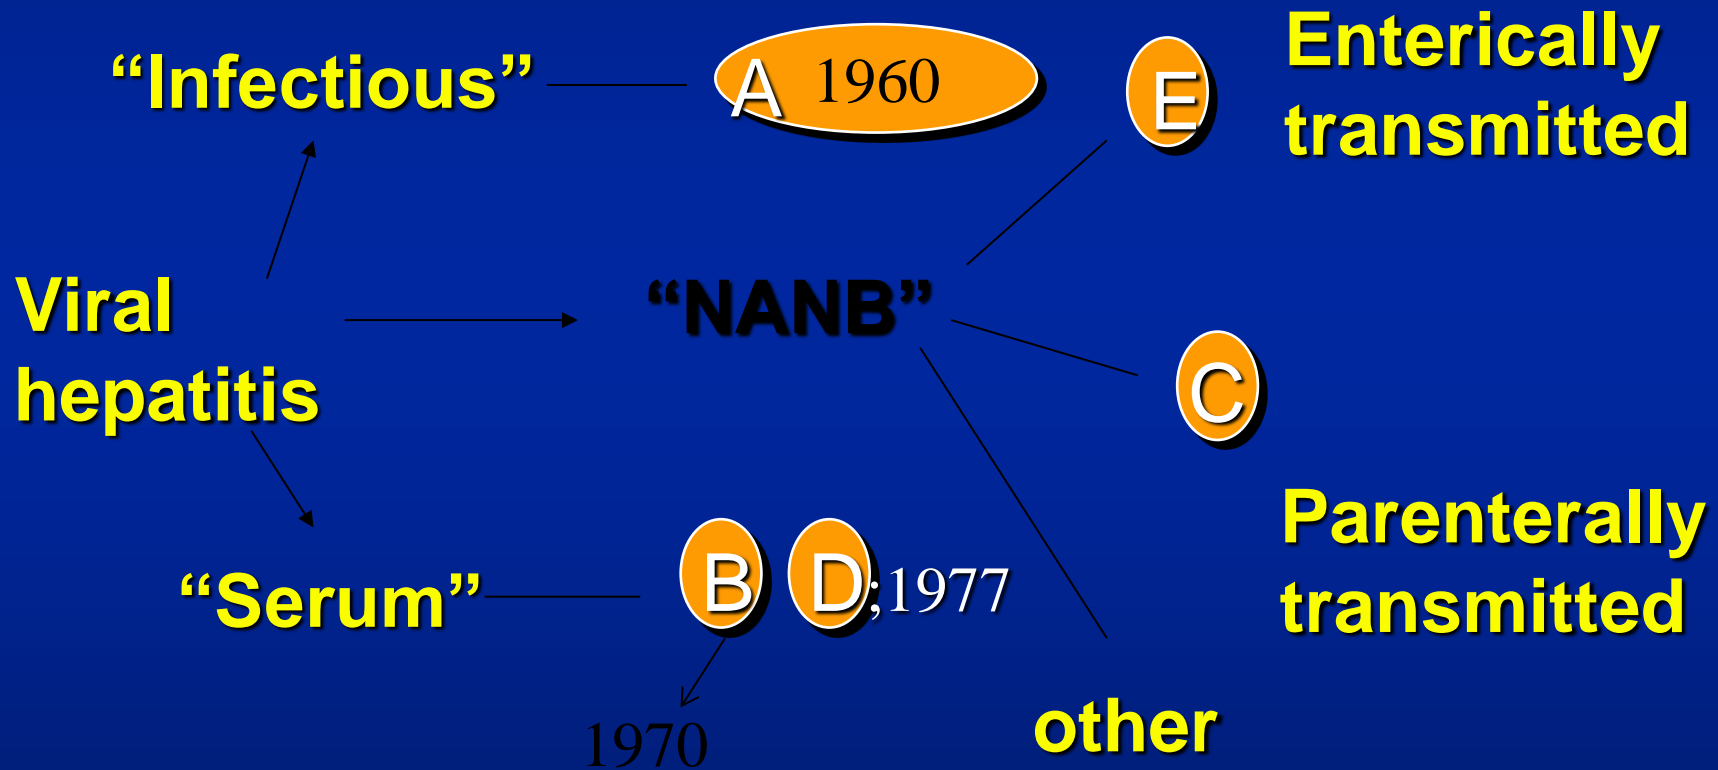 “Infectious”
A 1960
E
Enterically
transmitted
Viral
hepatitis
“NANB”
C
“Serum”
B D;1977
Parenterally
transmitted
1970
other